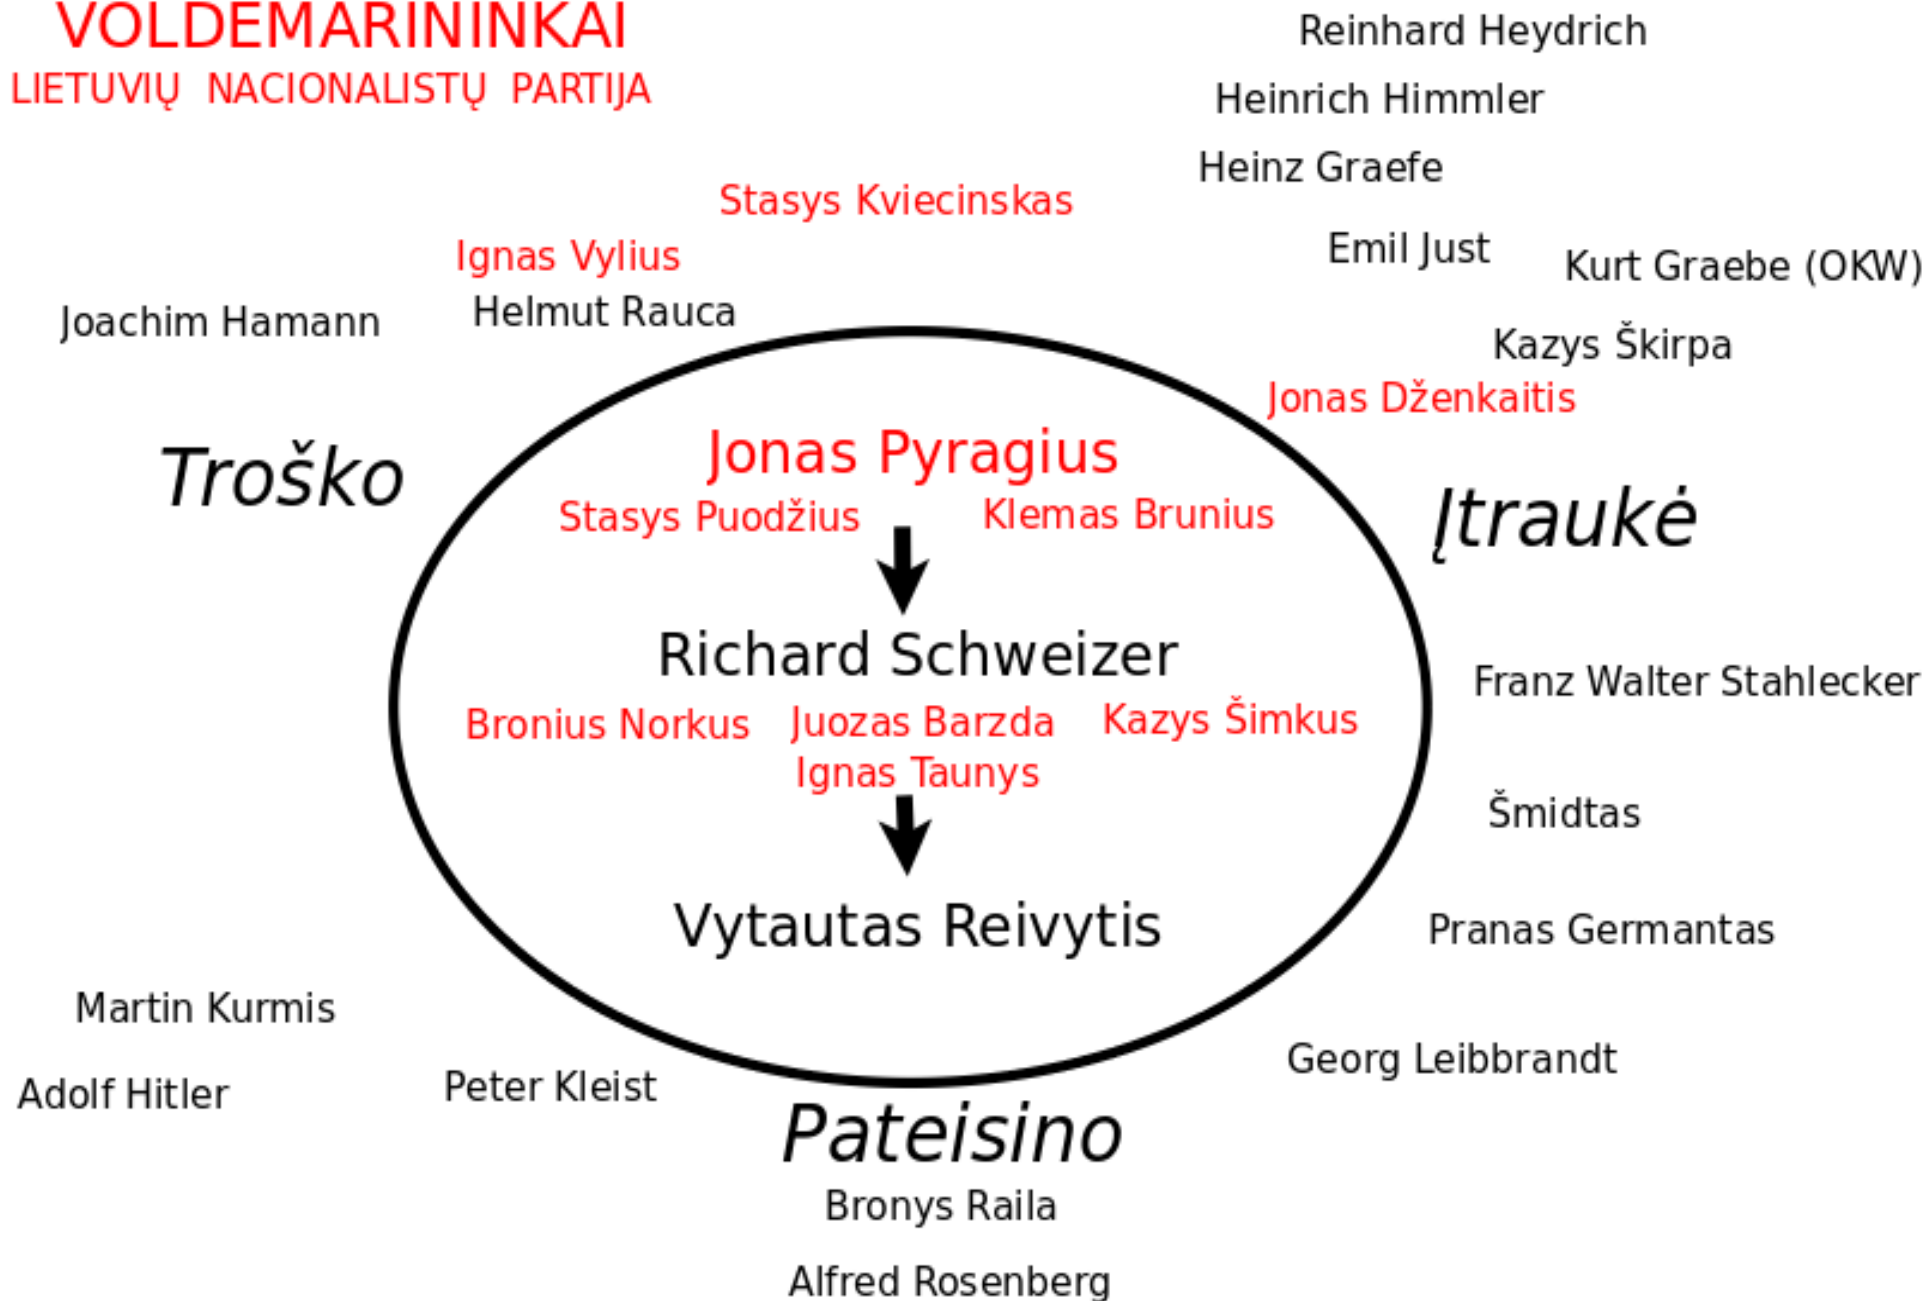 VOLDEMARININKAI
LIETUVIŲ NACIONALISTŲ PARTIJA
Reinhard Heydrich
Heinrich Himmler
Heinz Graefe
Stasys Kviecinskas
Emil Just
Kurt Graebe (OKW)
Ignas Vylius
Joachim Hamann
Helmut Rauca
Kazys Škirpa
Jonas Dženkaitis
Jonas Pyragius
Troško
Stasys Puodžius
Klemas Brunius
Įtraukė
Richard Schweizer
Franz Walter Stahlecker
Bronius Norkus
Juozas Barzda
Kazys Šimkus
Ignas Taunys
Šmidtas
Vytautas Reivytis
Pranas Germantas
Martin Kurmis
Georg Leibbrandt
Adolf Hitler
Peter Kleist
Pateisino
Bronys Raila
Alfred Rosenberg